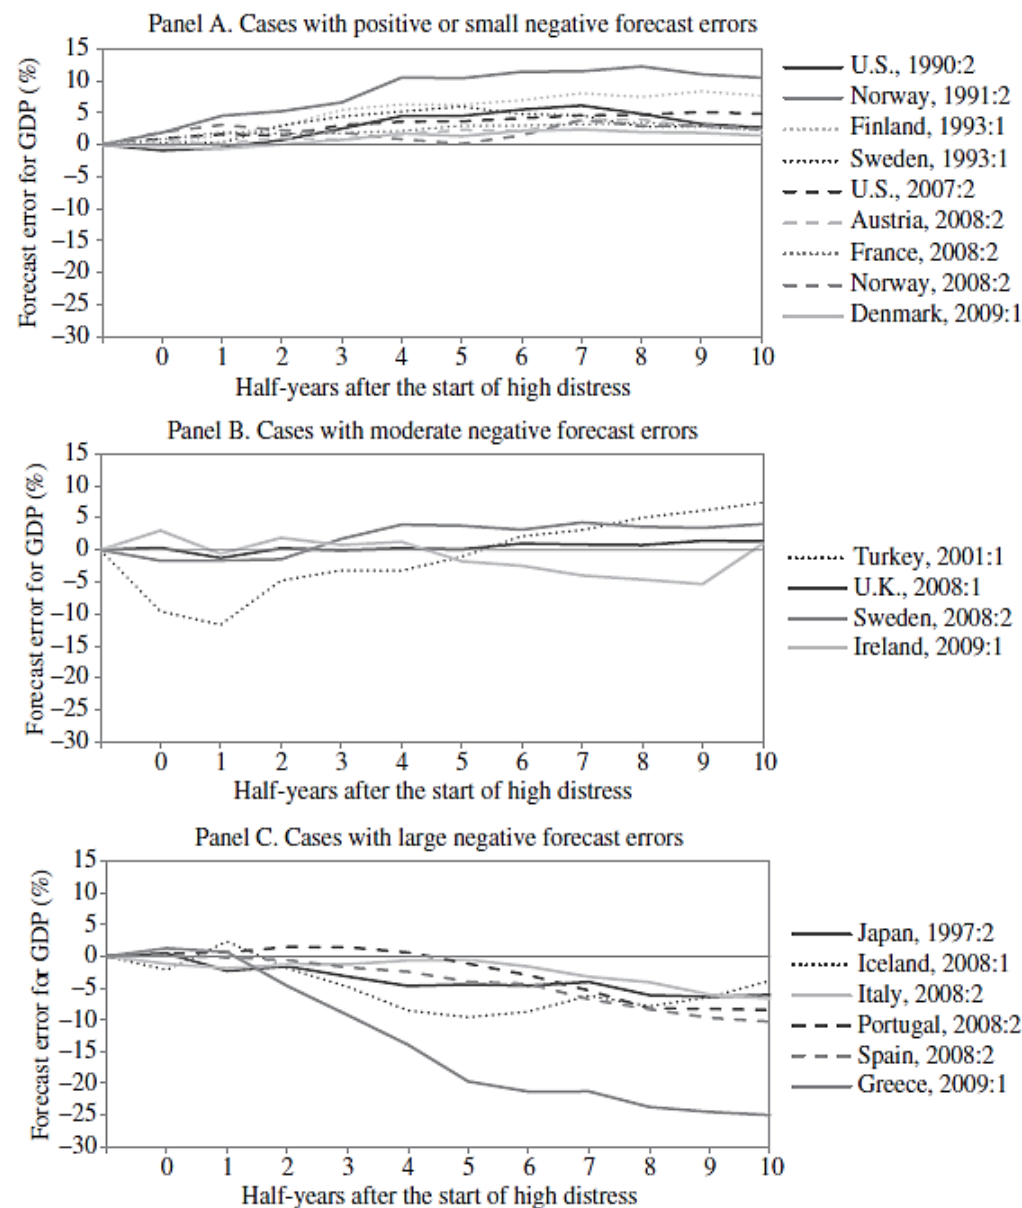 Panel A. Cases with positive or small negative forecast errors
Forecast error for GDP (%)
15
10
5
0
−5
−10
−15
−20
−25
−30
0 1 2 3 4 5 6 7 8 9 10
Half-years after the start of high distress
U.S., 1990:2
Norway, 1991:2
Finland, 1993:1
Sweden, 1993:1
U.S., 2007:2
Austria, 2008:2
France, 2008:2
Norway, 2008:2
Denmark, 2009:1
Panel B. Cases with moderate negative forecast errors
Forecast error for GDP (%)
15
10
5
0
−5
−10
−15
−20
−25
−30
0 1 2 3 4 5 6 7 8 9 10
Half-years after the start of high distress
Turkey, 2001:1
U.K., 2008:1
Sweden, 2008:2
Ireland, 2009:1
Panel C. Cases with large negative forecast errors
Forecast error for GDP (%)
15
10
5
0
−5
−10
−15
−20
−25
−30
0 1 2 3 4 5 6 7 8 9 10
Half-years after the start of high distress
Japan, 1997:2
Iceland, 2008:1
Italy, 2008:2
Portugal, 2008:2
Spain, 2008:2
Greece, 2009:1